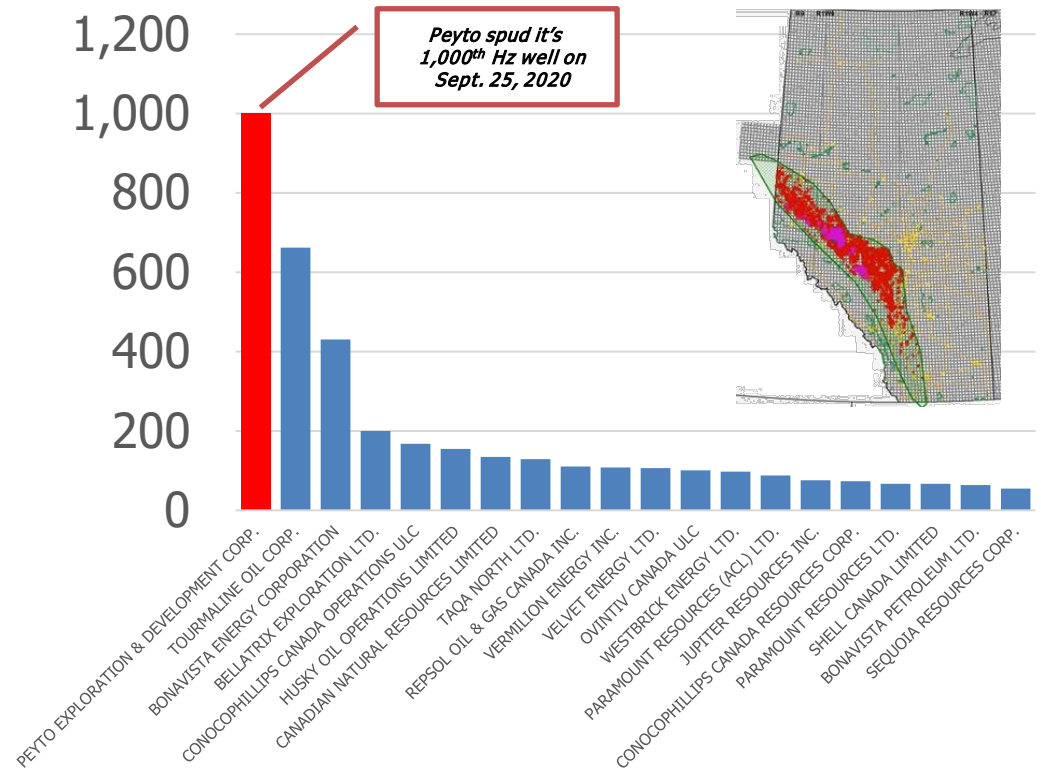 1,200
1,000
800
600
400
200
0
Peyto spud it’s
1,000th Hz well on
Sept. 25, 2020
PEYTO EXPLORATION & DEVELOPMENT CORP.
TOURMALINE OIL CORP.
BONAVISTA ENERGY CORPORATION
BELLATRIX EXPLORATION LTD.
CONOCOPHILLIPS CANADA OPERATIONS ULC
HUSKY OIL OPERATIONS LIMITED
CANADIAN NATURAL RESOURCES LIMITED
TAQA NORTH LTD.
REPSOL OIL & GAS CANADA INC.
VERMILION ENERGY INC.
VELVET ENERGY LTD.
OVINTIV CANADA ULC
WESTBRICK ENERGY LTD.
PARAMOUNT RESOURCES (ACL) LTD.
JUPITER RESOURCES INC.
CONOCOPHILLIPS CANADA RESOURCES CORP.
PARAMOUNT RESOURCES LTD.
SHELL CANADA LIMITED
BONAVISTA PETROLEUM LTD.
SEQUOIA RESOURCES CORP.